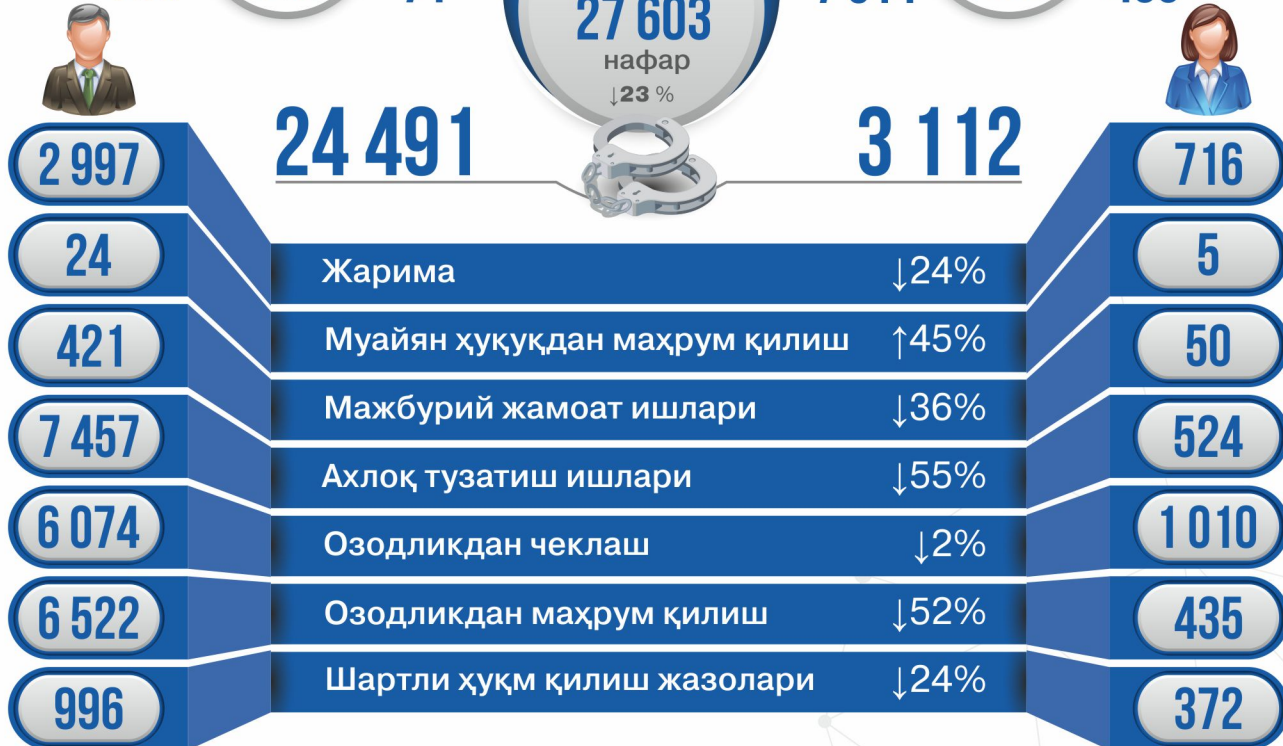 27 603
нафар
↓23 %
24 491
3 112
2 997
Жарима ↓24%
716
24
Муайян ҳуқуқдан маҳрум қилиш ↑45%
5
421
Мажбурий жамоат ишлари ↓36%
50
7 457
Ахлоқ тузатиш ишлари ↓55%
524
6 074
Озодликдан чеклаш ↓2%
1 010
6 522
Озодликдан маҳрум қилиш ↓52%
435
996
Шартли ҳуқм қилиш жазолари ↓24%
372